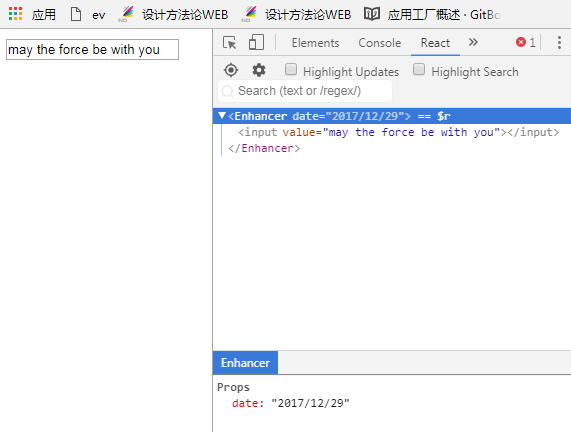 应用 ev 设计方法论WEB 设计方法论WEB 应用工厂概述 · GitBo
may the force be with you
Elements Console React » 1
Highlight Updates Highlight Search
Search (text or /regex/)
<Enhancer date="2017/12/29"> == $r
<input value="may the force be with you"></input>
</Enhancer>
Enhancer
Props
date: "2017/12/29"